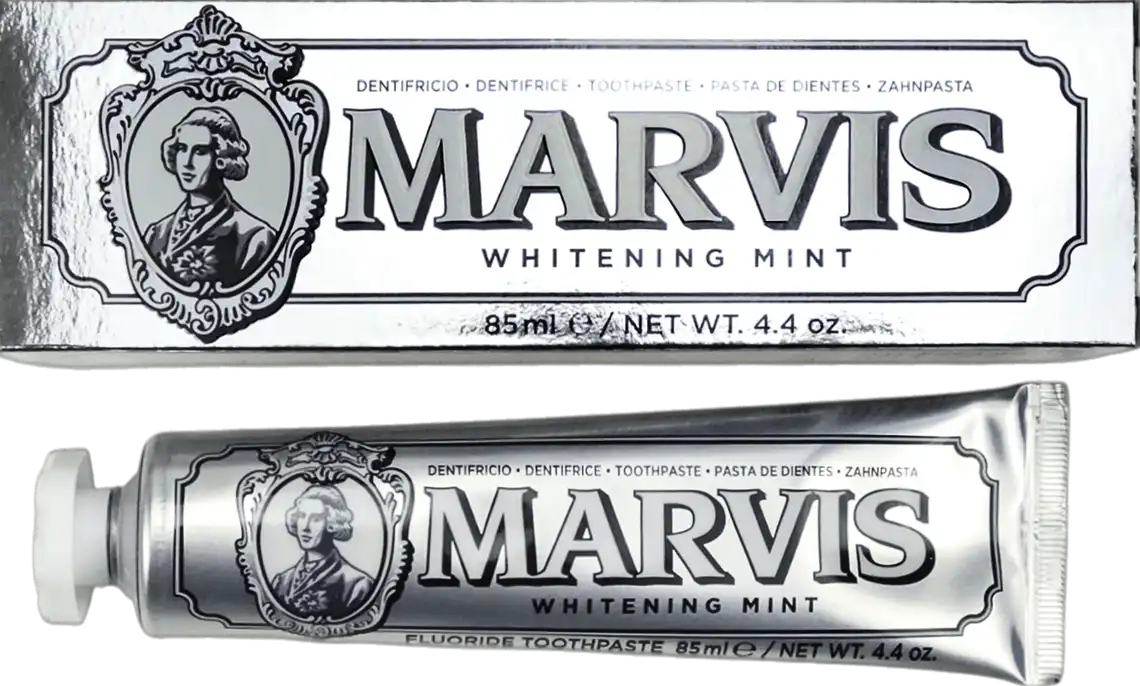 DENTIFRICIO • DENTIFRICE • TOOTHPASTE • PASTA DE DIENTES • ZAHNPASTA
MARVIS
WHITENING MINT
85ml ℮ / NET WT. 4.4 oz.
DENTIFRICIO • DENTIFRICE • TOOTHPASTE • PASTA DE DIENTES • ZAHNPASTA
MARVIS
WHITENING MINT
FLUORIDE TOOTHPASTE 85ml ℮ / NET WT. 4.4 oz.